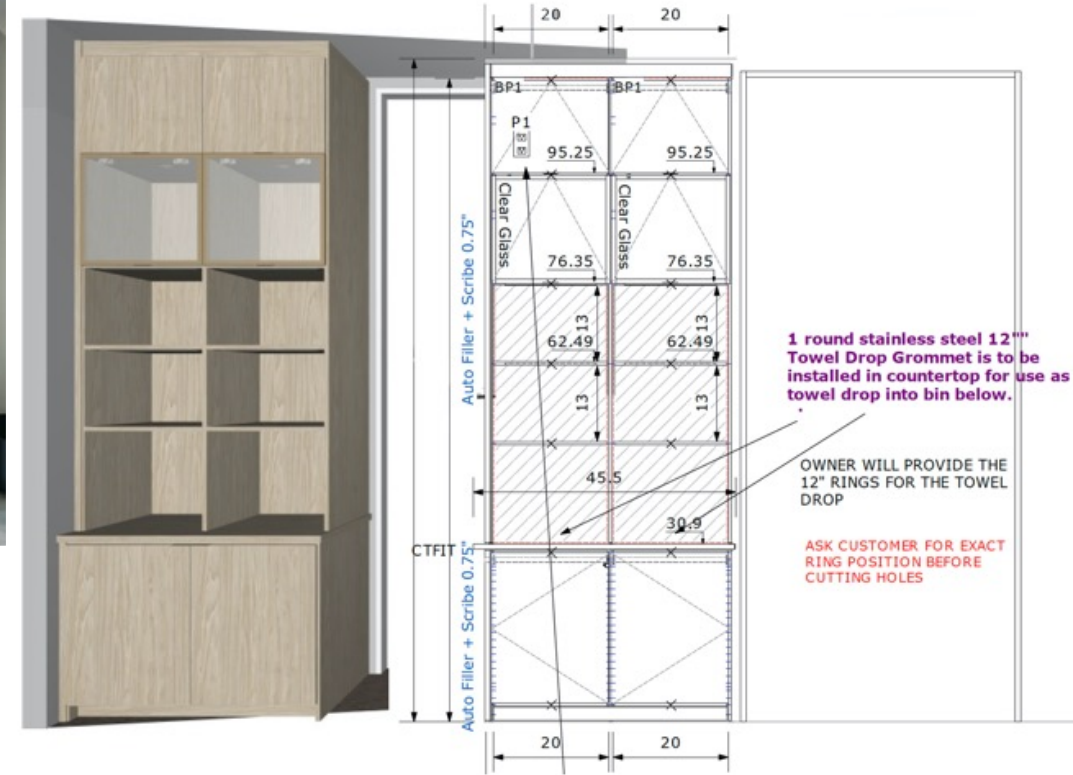 20 20
BP1 BP1
P1
95.25 95.25
Clear Glass Clear Glass
76.35 76.35
Auto Filler + Scribe 0.75"
13 13
62.49 62.49
13 13
1 round stainless steel 12""
Towel Drop Grommet is to be
installed in countertop for use as
towel drop into bin below.
.
45.5
OWNER WILL PROVIDE THE
12" RINGS FOR THE TOWEL
DROP
30.9
CTFIT
Auto Filler + Scribe 0.75"
ASK CUSTOMER FOR EXACT
RING POSITION BEFORE
CUTTING HOLES
20 20